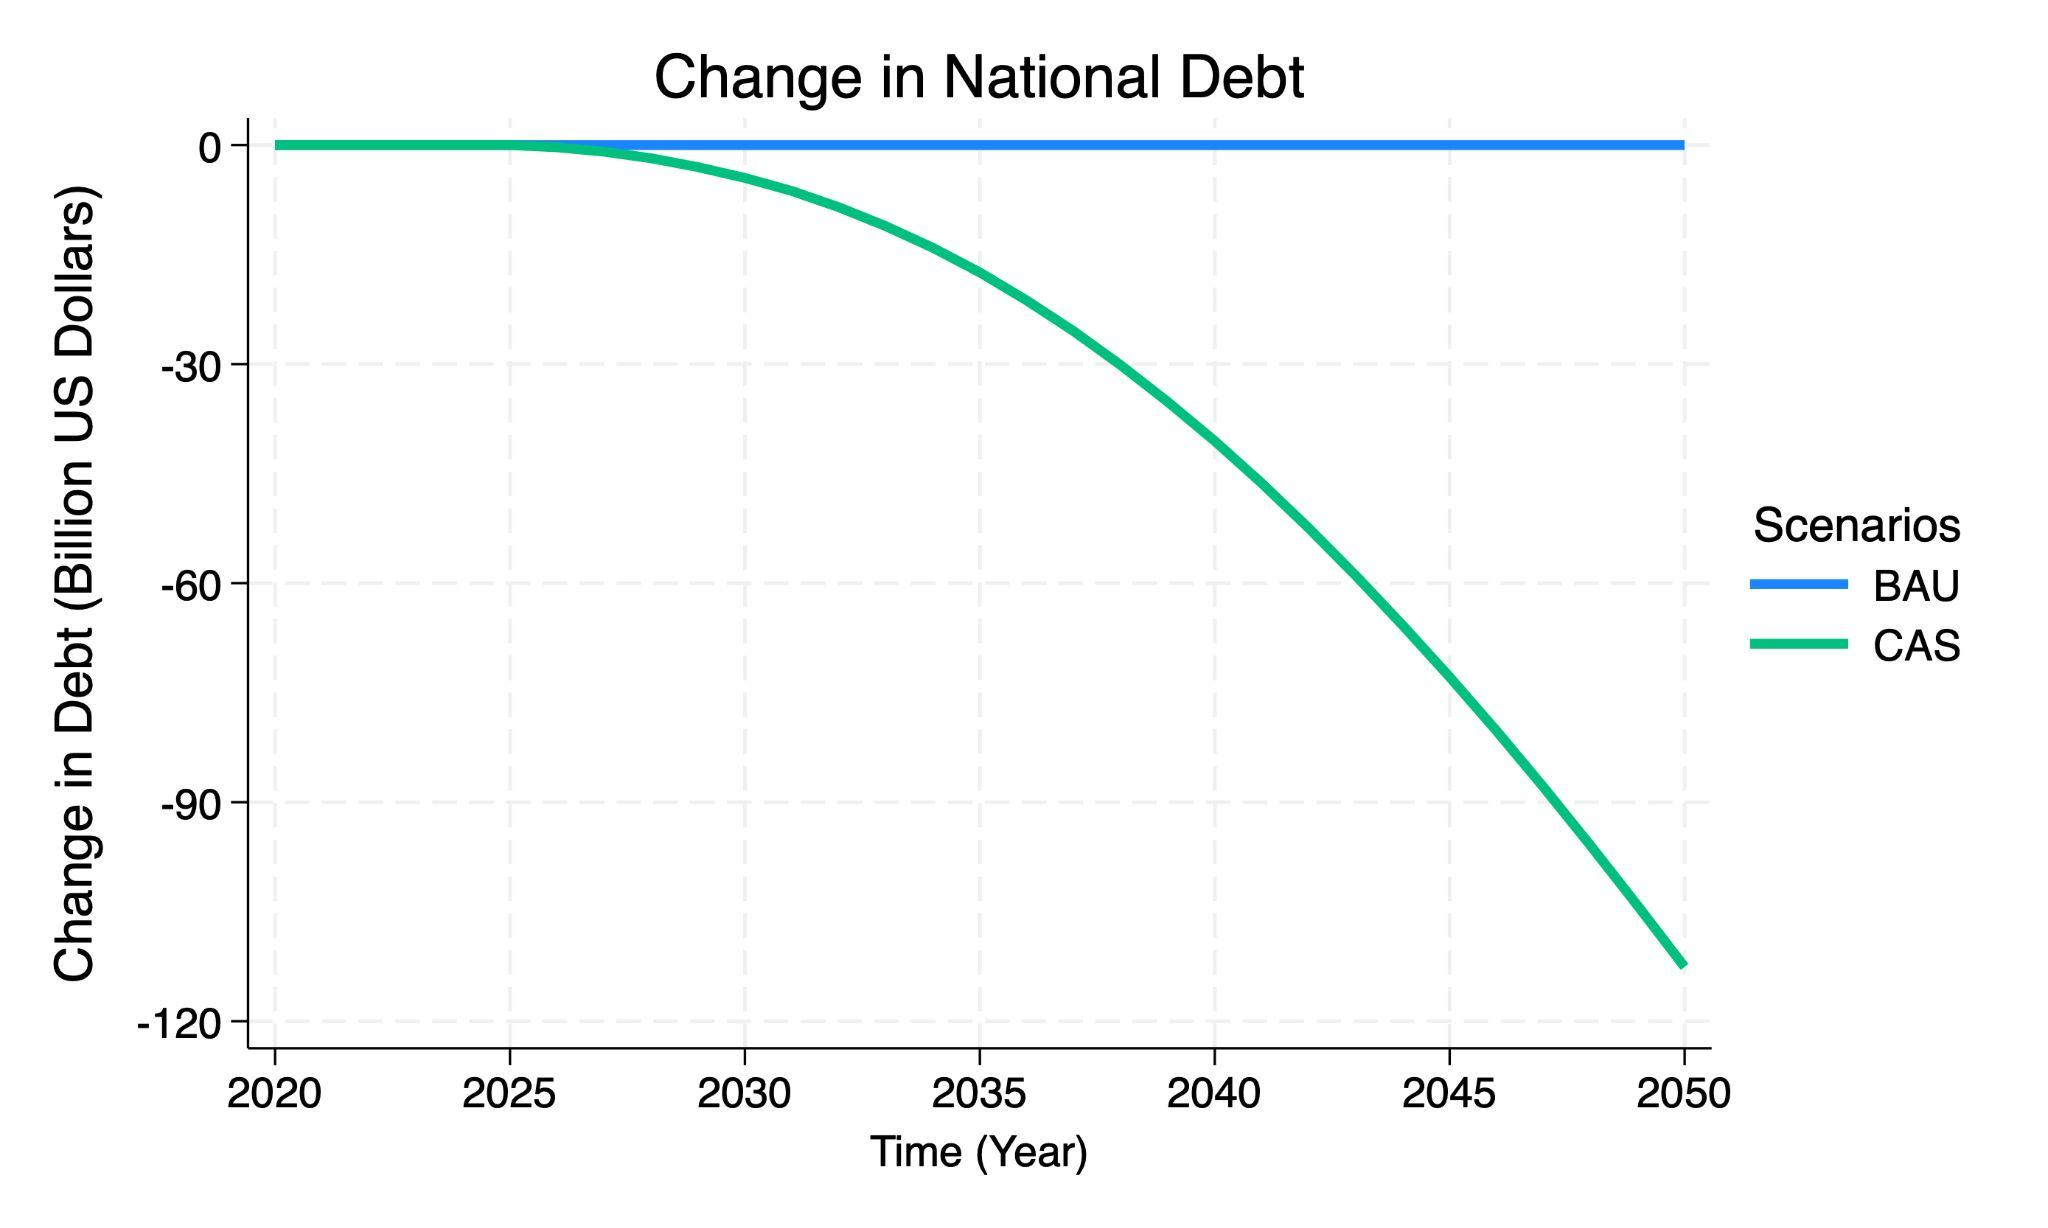 Change in National Debt
Change in Debt (Billion US Dollars)
0
-30
-60
-90
-120
2020 2025 2030 2035 2040 2045 2050
Time (Year)
Scenarios
BAU
CAS